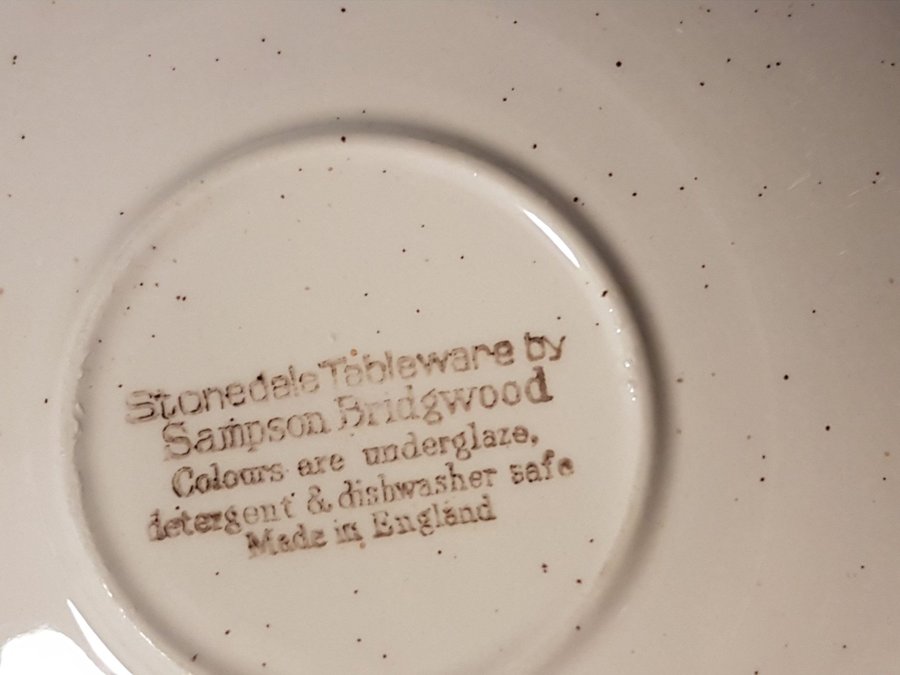 Stonedale Tableware by
Sampson Bridgwood
Colours are underglaze,
detergent & dishwasher safe
Made in England